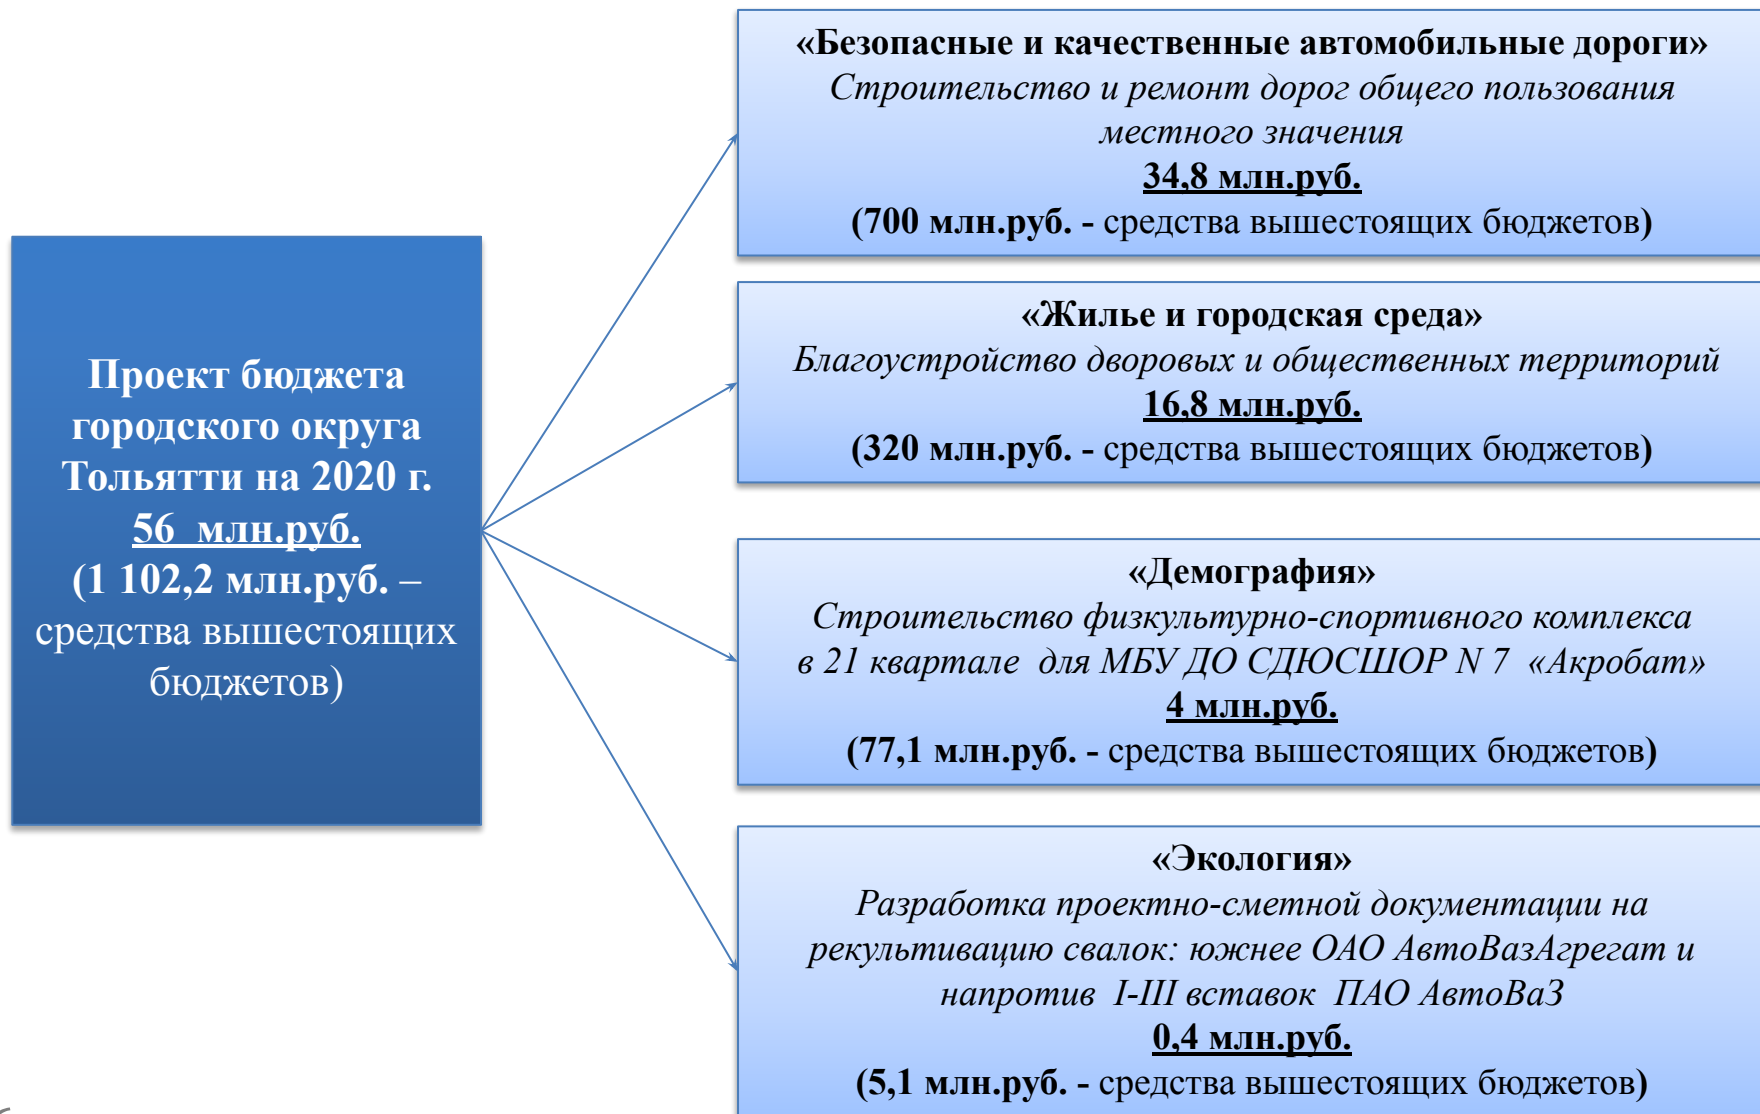 Проект бюджета
городского округа
Тольятти на 2020 г.
56 млн.руб.
(1 102,2 млн.руб. –
средства вышестоящих
бюджетов)
«Безопасные и качественные автомобильные дороги»
Строительство и ремонт дорог общего пользования
местного значения
34,8 млн.руб.
(700 млн.руб. - средства вышестоящих бюджетов)
«Жилье и городская среда»
Благоустройство дворовых и общественных территорий
16,8 млн.руб.
(320 млн.руб. - средства вышестоящих бюджетов)
«Демография»
Строительство физкультурно-спортивного комплекса
в 21 квартале для МБУ ДО СДЮСШОР N 7 «Акробат»
4 млн.руб.
(77,1 млн.руб. - средства вышестоящих бюджетов)
«Экология»
Разработка проектно-сметной документации на
рекультивацию свалок: южнее ОАО АвтоВазАгрегат и
напротив I-III вставок ПАО АвтоВаЗ
0,4 млн.руб.
(5,1 млн.руб. - средства вышестоящих бюджетов)